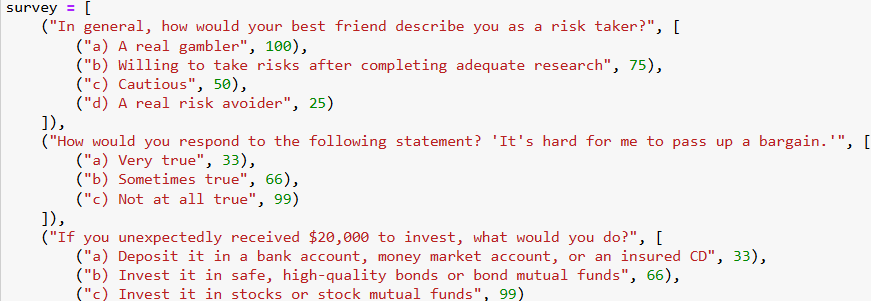 survey = [
    ("In general, how would your best friend describe you as a risk taker?", [
        ("a) A real gambler", 100),
        ("b) Willing to take risks after completing adequate research", 75),
        ("c) Cautious", 50),
        ("d) A real risk avoider", 25)
    ]),
    ("How would you respond to the following statement? 'It's hard for me to pass up a bargain.'", [
        ("a) Very true", 33),
        ("b) Sometimes true", 66),
        ("c) Not at all true", 99)
    ]),
    ("If you unexpectedly received $20,000 to invest, what would you do?", [
        ("a) Deposit it in a bank account, money market account, or an insured CD", 33),
        ("b) Invest it in safe, high-quality bonds or bond mutual funds", 66),
        ("c) Invest it in stocks or stock mutual funds", 99)